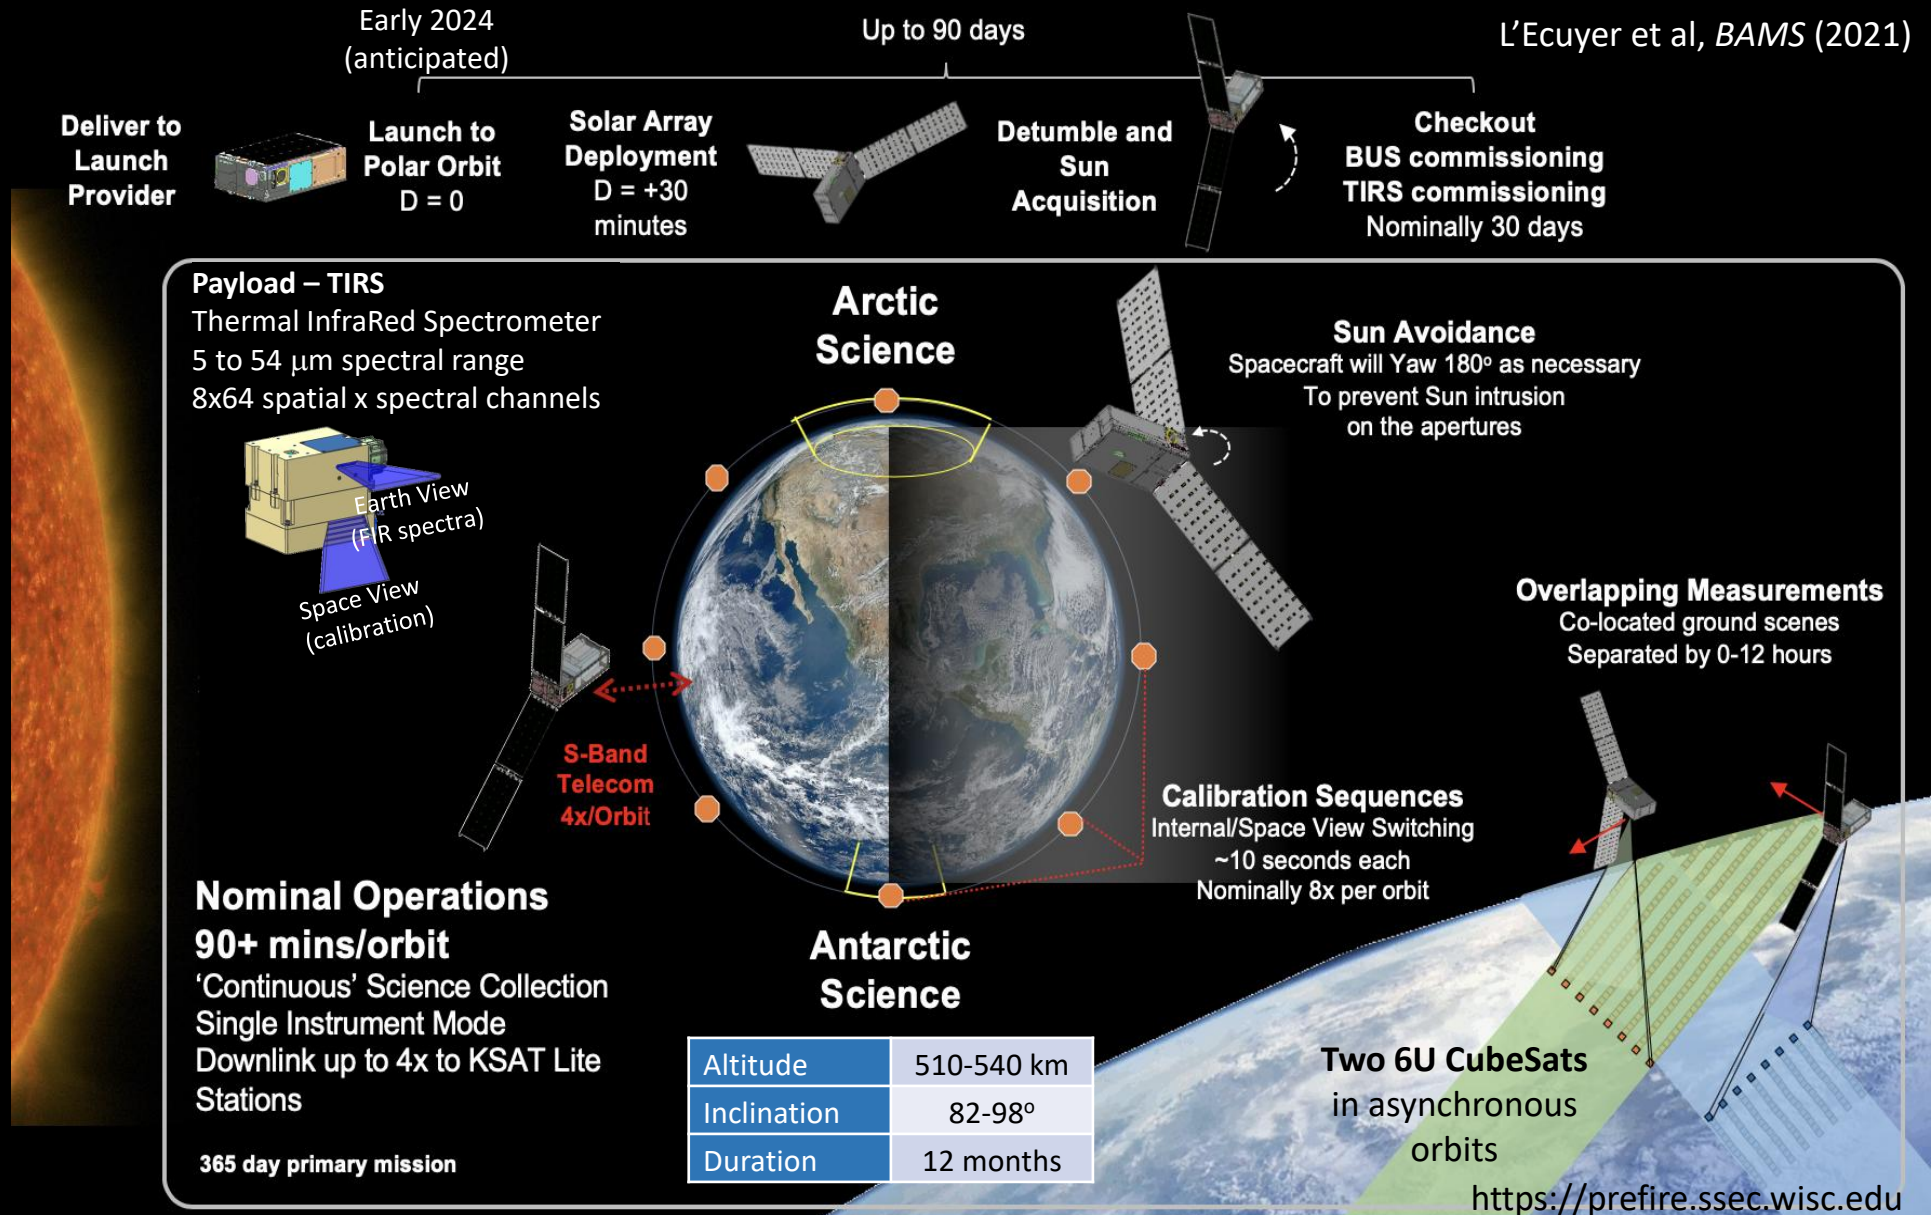 Early 2024
(anticipated)
Up to 90 days
L’Ecuyer et al, BAMS (2021)
Deliver to
Launch
Provider
Launch to
Polar Orbit
D = 0
Solar Array
Deployment
D = +30
minutes
Detumble and
Sun
Acquisition
Checkout
BUS commissioning
TIRS commissioning
Nominally 30 days
Payload – TIRS
Thermal InfraRed Spectrometer
5 to 54 μm spectral range
8x64 spatial x spectral channels
Earth View
(FIR spectra)
Space View
(calibration)
Arctic
Science
Sun Avoidance
Spacecraft will Yaw 180º as necessary
To prevent Sun intrusion
on the apertures
Overlapping Measurements
Co-located ground scenes
Separated by 0-12 hours
S-Band
Telecom
4x/Orbit
Calibration Sequences
Internal/Space View Switching
~10 seconds each
Nominally 8x per orbit
Nominal Operations
90+ mins/orbit
‘Continuous’ Science Collection
Single Instrument Mode
Downlink up to 4x to KSAT Lite
Stations
365 day primary mission
Antarctic
Science
Altitude 510-540 km
Inclination 82-98º
Duration 12 months
Two 6U CubeSats
in asynchronous
orbits
https://prefire.ssec.wisc.edu